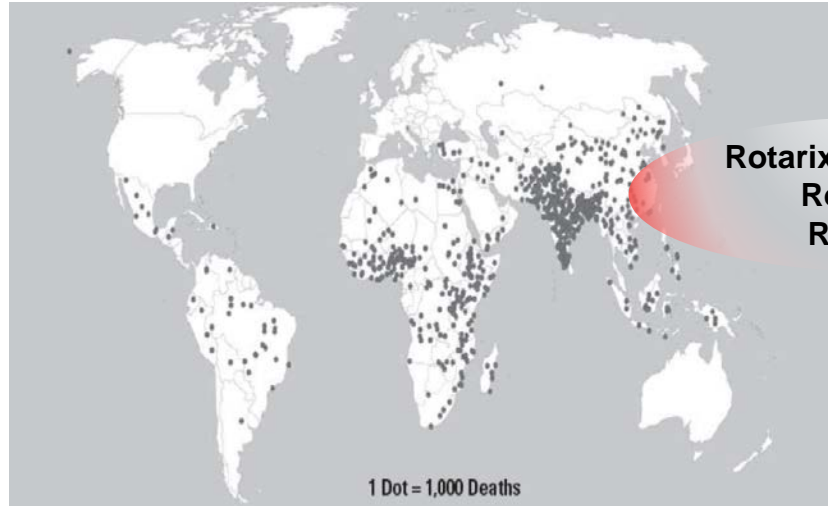 Rotarix
1 Dot = 1,000 Deaths